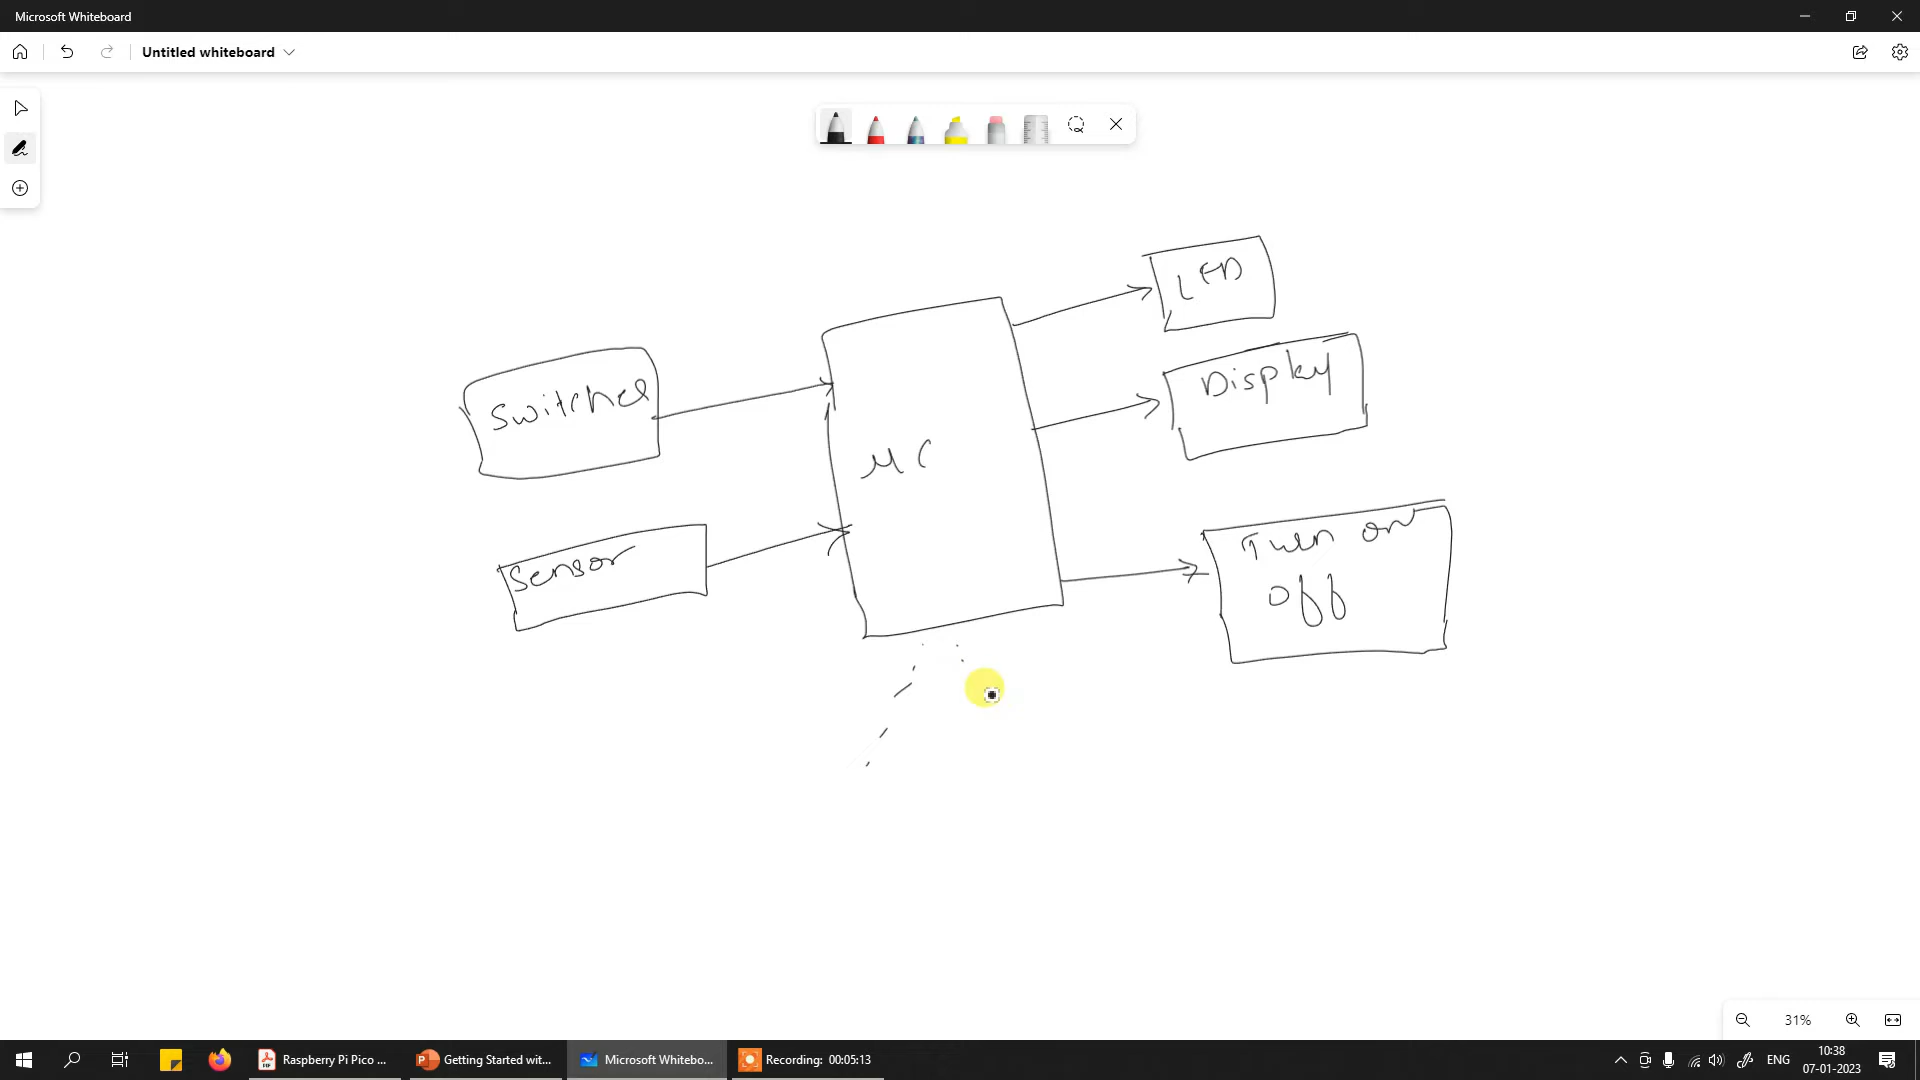 Microsoft Whiteboard
Untitled whiteboard
LED
Display
Switches
μC
Sensor
Turn on
off
31%
Raspberry Pi Pico ...
Getting Started wit...
Microsoft Whitebo...
Recording: 00:05:13
ENG
10:38
07-01-2023